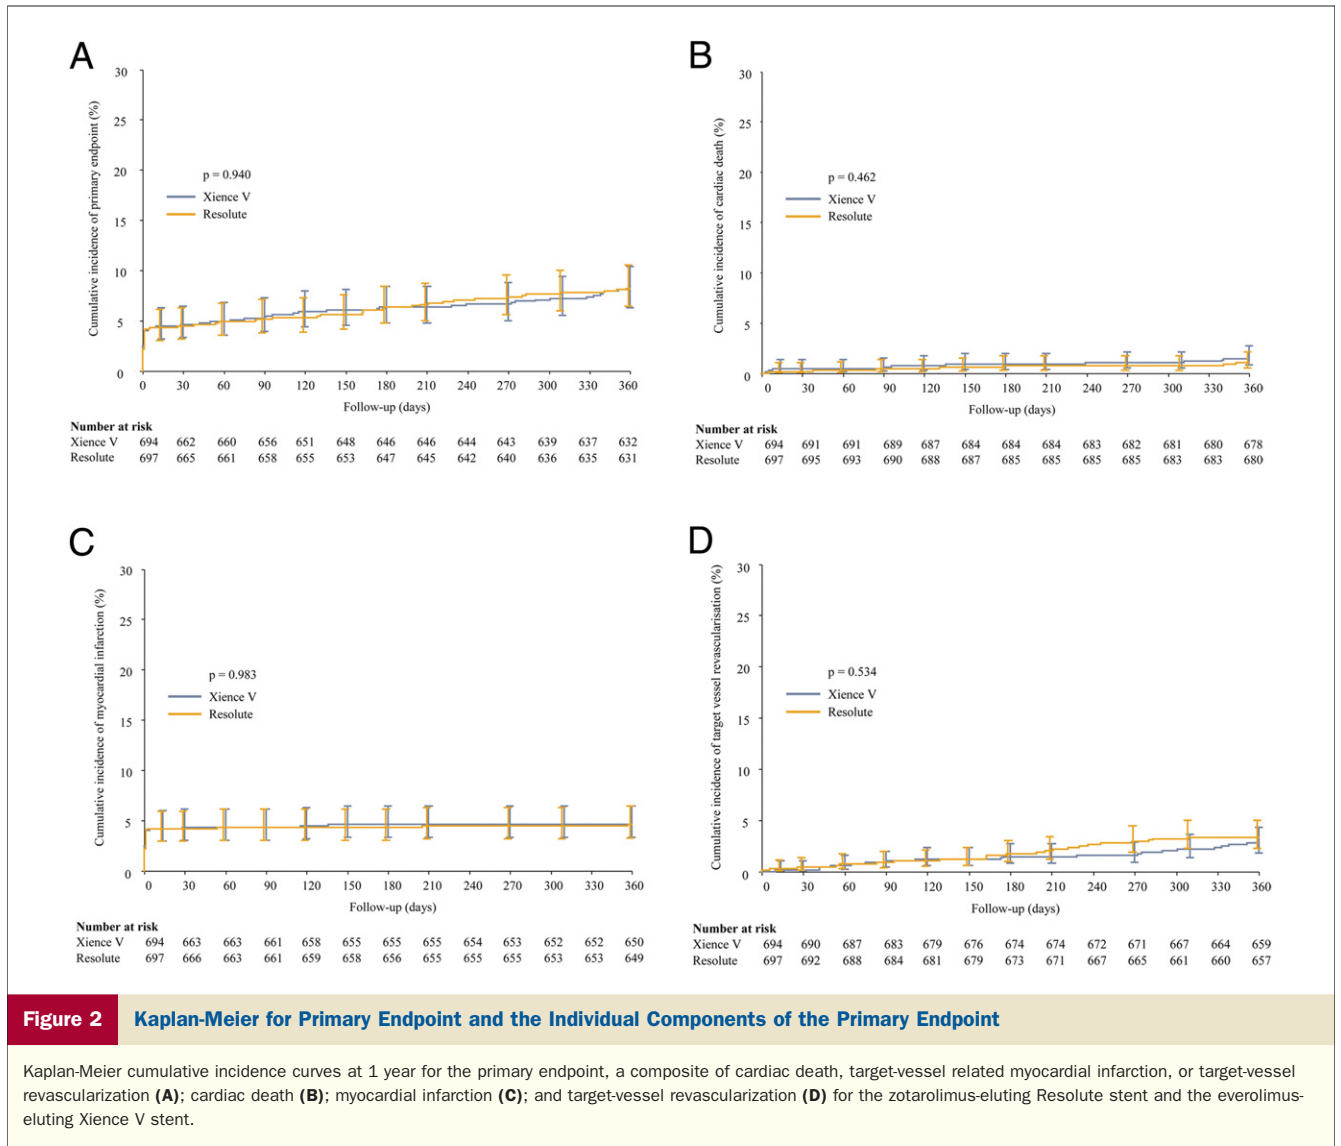 A
Cumulative incidence of primary endpoint (%)
30
25
20
15
10
5
0
p = 0.940
Xience V
Resolute
0 30 60 90 120 150 180 210 240 270 300 330 360
Follow-up (days)
Number at risk
Xience V 694 662 660 656 651 648 646 646 644 643 639 637 632
Resolute 697 665 661 658 655 653 647 645 642 640 636 635 631
B
Cumulative incidence of cardiac death (%)
30
25
20
15
10
5
0
p = 0.462
Xience V
Resolute
0 30 60 90 120 150 180 210 240 270 300 330 360
Follow-up (days)
Number at risk
Xience V 694 691 691 689 687 684 684 684 683 682 681 680 678
Resolute 697 695 693 690 688 687 685 685 685 685 683 683 680
C
Cumulative incidence of myocardial infarction (%)
30
25
20
15
10
5
0
p = 0.983
Xience V
Resolute
0 30 60 90 120 150 180 210 240 270 300 330 360
Follow-up (days)
Number at risk
Xience V 694 663 663 661 658 655 655 655 654 653 652 652 650
Resolute 697 666 663 661 659 658 656 655 655 655 653 653 649
D
Cumulative incidence of target vessel revascularisation (%)
30
25
20
15
10
5
0
p = 0.534
Xience V
Resolute
0 30 60 90 120 150 180 210 240 270 300 330 360
Follow-up (days)
Number at risk
Xience V 694 690 687 683 679 676 674 674 672 671 667 664 659
Resolute 697 692 688 684 681 679 673 671 667 665 661 660 657
Figure 2 Kaplan-Meier for Primary Endpoint and the Individual Components of the Primary Endpoint
Kaplan-Meier cumulative incidence curves at 1 year for the primary endpoint, a composite of cardiac death, target-vessel related myocardial infarction, or target-vessel
revascularization (A); cardiac death (B); myocardial infarction (C); and target-vessel revascularization (D) for the zotarolimus-eluting Resolute stent and the everolimus-
eluting Xience V stent.